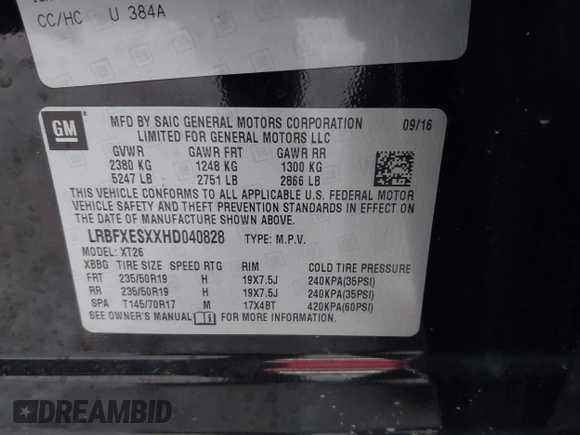 CC/HC U 384A
GM
MFD BY SAIC GENERAL MOTORS CORPORATION 09/16
LIMITED FOR GENERAL MOTORS LLC
GVWR GAWR FRT GAWR RR
2380 KG 1248 KG 1300 KG
5247 LB 2751 LB 2866 LB
THIS VEHICLE CONFORMS TO ALL APPLICABLE U.S. FEDERAL MOTOR
VEHICLE SAFETY AND THEFT PREVENTION STANDARDS IN EFFECT
ON THE DATE OF MANUFACTURE SHOWN ABOVE.
LRBFXESXXHD040828 TYPE: M.P.V.
MODEL: XT26
XBBG TIRE SIZE SPEED RTG RIM COLD TIRE PRESSURE
FRT 235/50R19 H 19X7.5J 240KPA(35PSI)
RR 235/50R19 H 19X7.5J 240KPA(35PSI)
SPA T145/70R17 M 17X4BT 420KPA(60PSI)
SEE OWNER'S MANUAL FOR MORE INFORMATION
DREAMBID